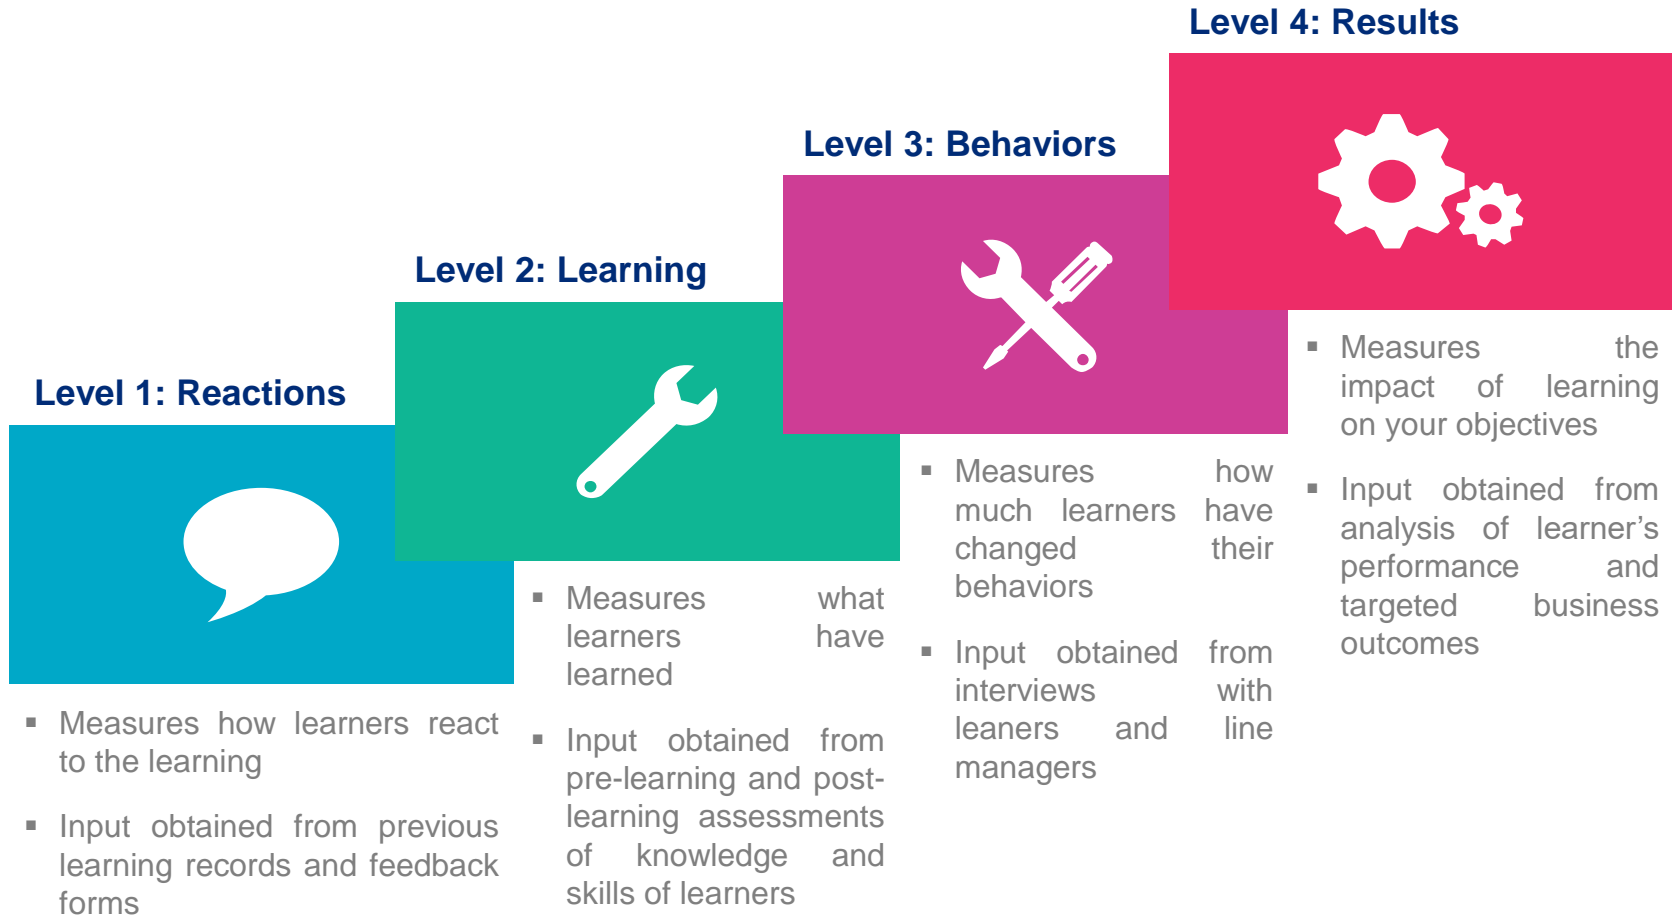 Level 1: Reactions
▪ Measures how learners react
to the learning
▪ Input obtained from previous
learning records and feedback
forms
Level 2: Learning
▪ Measures what
learners have
learned
▪ Input obtained from
pre-learning and post-
learning assessments
of knowledge and
skills of learners
Level 3: Behaviors
▪ Measures how
much learners have
changed their
behaviors
▪ Input obtained from
interviews with
leaners and line
managers
Level 4: Results
▪ Measures the
impact of learning
on your objectives
▪ Input obtained from
analysis of learner’s
performance and
targeted business
outcomes